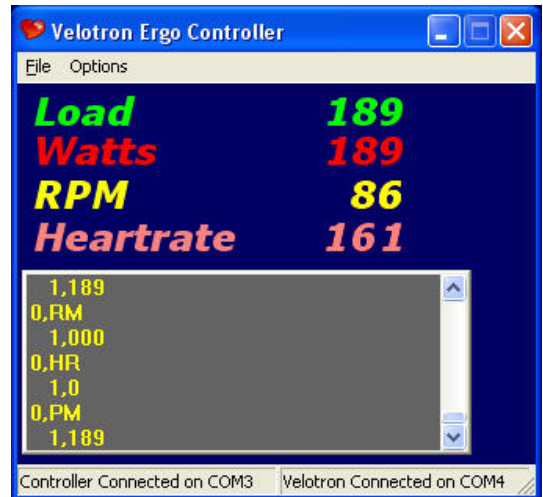 Velotron Ergo Controller
File Options
Load 189
Watts 189
RPM 86
Heartrate 161
1,189
0,RM
1,000
0,HR
1,0
0,PM
1,189
Controller Connected on COM3 Velotron Connected on COM4